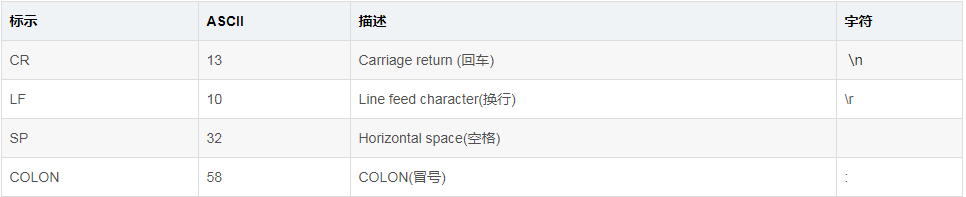 标示 ASCII 描述 字符
CR 13 Carriage return (回车) \n
LF 10 Line feed character(换行) \r
SP 32 Horizontal space(空格)
COLON 58 COLON(冒号) :